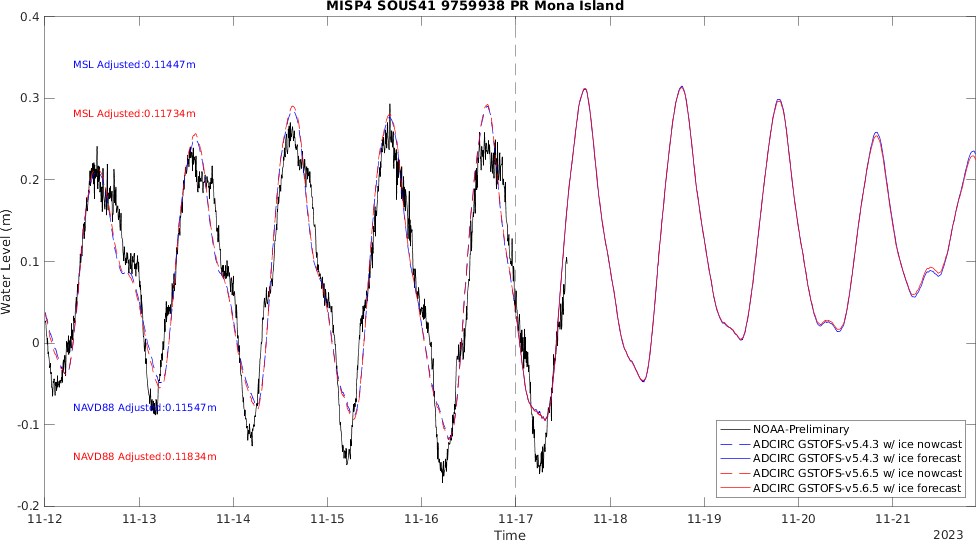 MISP4 SOUS41 9759938 PR Mona Island
0.4
MSL Adjusted:0.11447m
0.3
MSL Adjusted:0.11734m
0.2
Water Level (m)
0.1
0
NAVD88 Adjusted:0.11547
-0.1
NAVD88 Adjusted:0.11834m
-0.2
NOAA-Preliminary
ADCIRC GSTOFS-v5.4.3 w/ ice nowcast
ADCIRC GSTOFS-v5.4.3 w/ ice forecast
ADCIRC GSTOFS-v5.6.5 w/ ice nowcast
ADCIRC GSTOFS-v5.6.5 w/ ice forecast
11-12 11-13 11-14 11-15 11-16 11-17 11-18 11-19 11-20 11-21
Time
2023